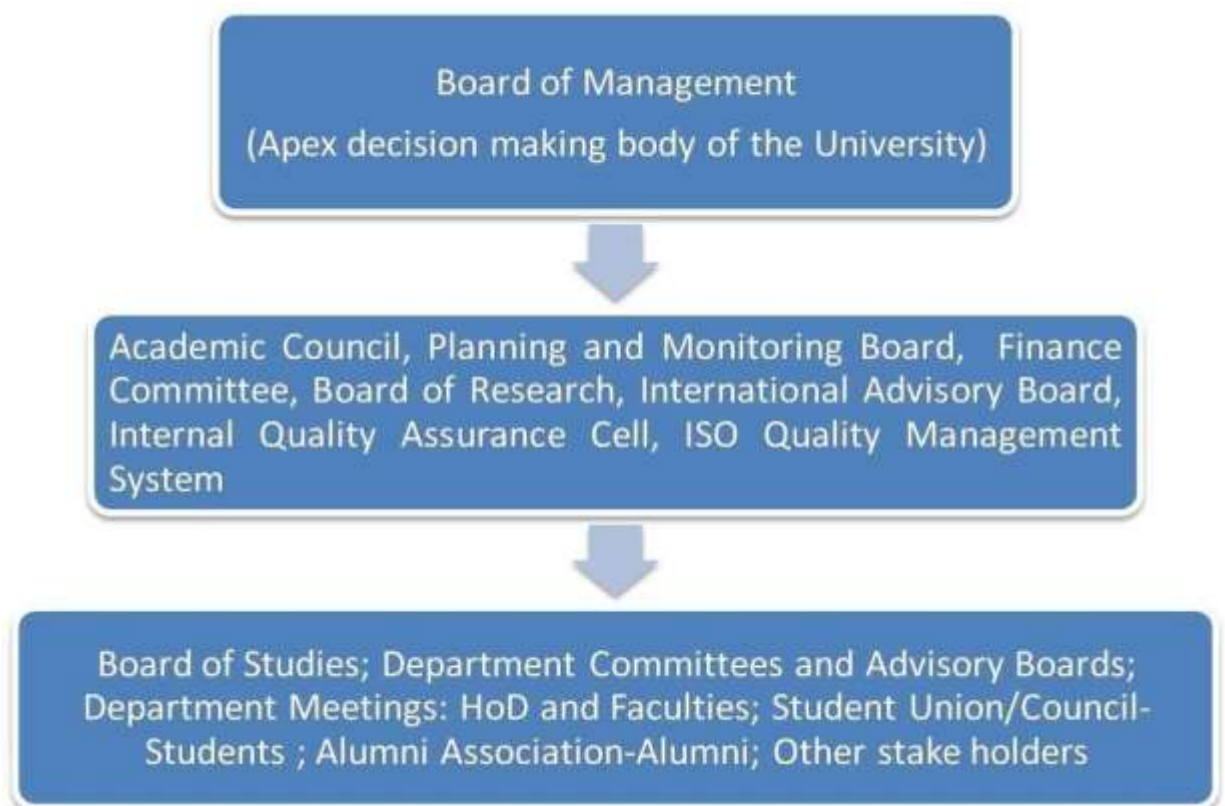 Board of Management
(Apex decision making body of the University)
Academic Council, Planning and Monitoring Board, Finance
Committee, Board of Research, International Advisory Board,
Internal Quality Assurance Cell, ISO Quality Management
System
Board of Studies; Department Committees and Advisory Boards;
Department Meetings: HoD and Faculties; Student Union/Council-
Students ; Alumni Association-Alumni; Other stake holders